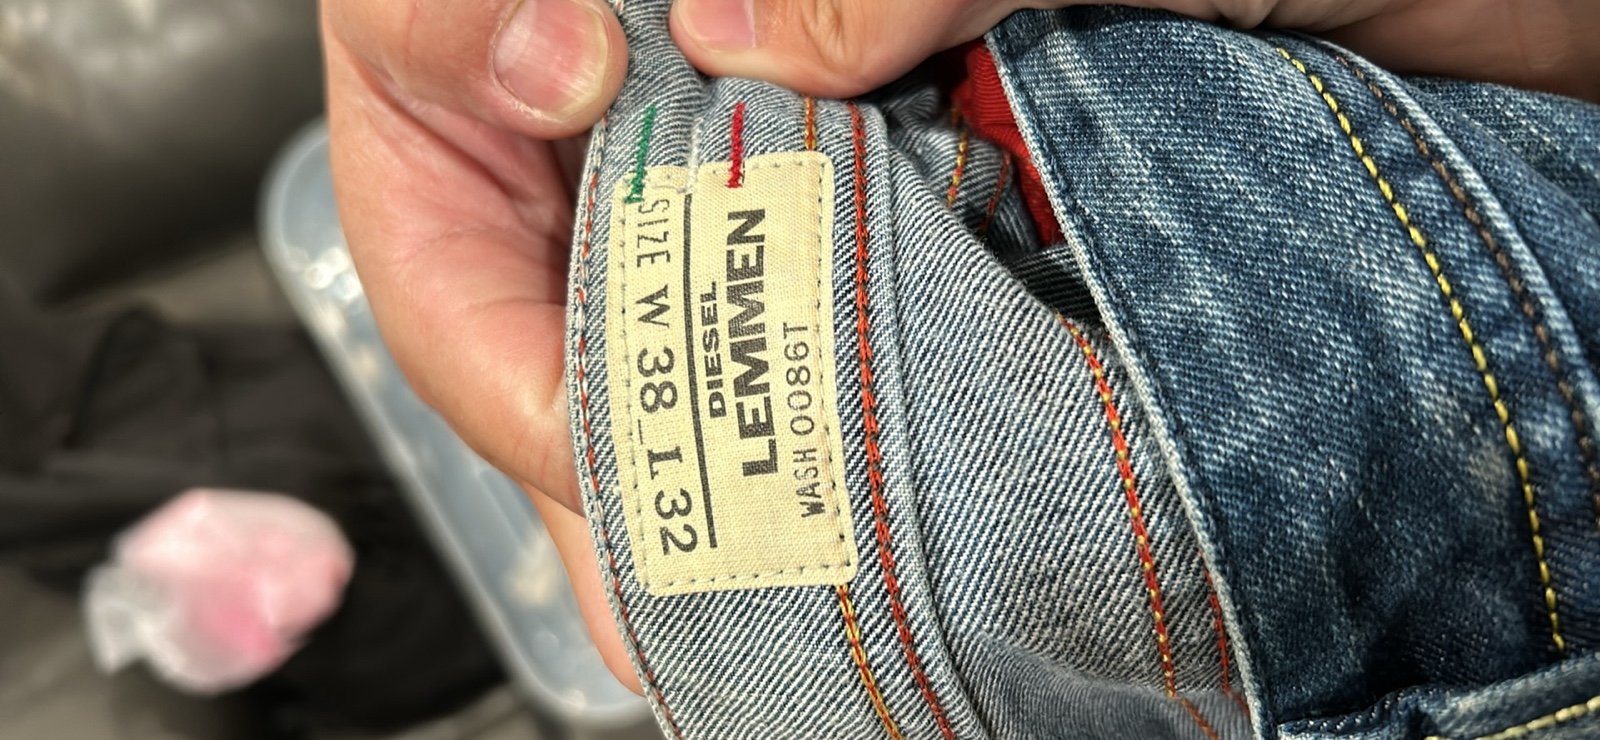 SIZE W 38 L 32
DIESEL
LEMMEN
WASH 0086T